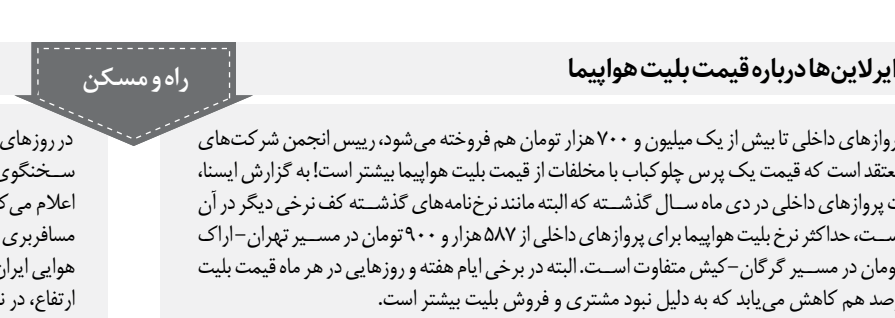 ایرلاین‌ها درباره قیمت بلیت هواپیما
راه و مسکن
روازهای داخلی تا بیش از یک میلیون و ۷۰۰ هزار تومان هم فروخته می‌شود، رییس انجمن شرکت‌های
عتقد است که قیمت یک پرس چلوکباب با مخلفات از قیمت بلیت هواپیما بیشتر است! به گزارش ایسنا،
ت پروازهای داخلی در دی ماه سال گذشته که البته مانند نرخ‌نامه‌های گذشته کف نرخی دیگر در آن
ست، حداکثر نرخ بلیت هواپیما برای پروازهای داخلی از ۵۸۷ هزار و ۹۰۰ تومان در مسیر تهران-اراک
ومان در مسیر گرگان-کیش متفاوت است. البته در برخی ایام هفته و روزهایی در هر ماه قیمت بلیت
صد هم کاهش می‌یابد که به دلیل نبود مشتری و فروش بلیت بیشتر است.
در روزهای
سخنگوی
اعلام می‌ک
مسافربری
هوایی ایران
ارتفاع، در ن